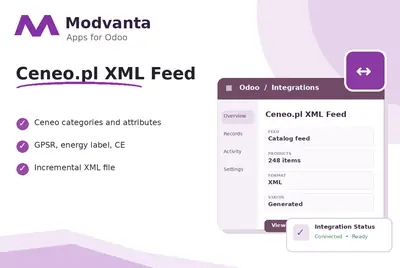 Modvanta
Apps for Odoo
Ceneo.pl XML Feed
✓ Ceneo categories and attributes
✓ GPSR, energy label, CE
✓ Incremental XML file
Odoo / Integrations
Overview
Records
Activity
Settings
Ceneo.pl XML Feed
FEED
Catalog feed
PRODUCTS
248 items
FORMAT
XML
STATUS
Generated
View
Integration Status
Connected • Ready